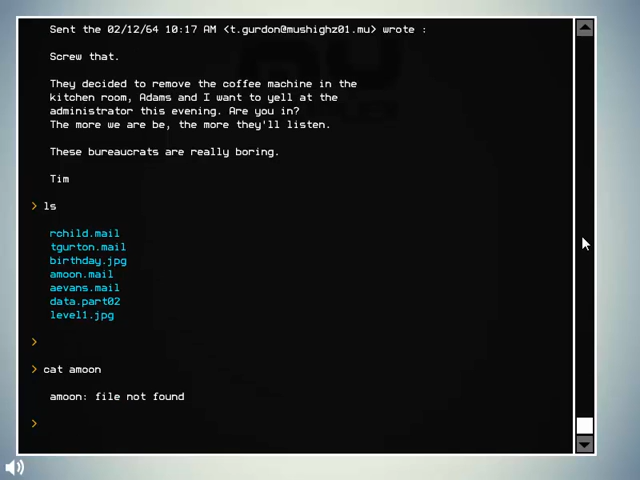 Sent the 02/12/64 10:17 AM <t.gurdon@mushighz01.mu> wrote :
Screw that.
They decided to remove the coffee machine in the
kitchen room, Adams and I want to yell at the
administrator this evening. Are you in?
The more we are be, the more they'll listen.
These bureaucrats are really boring.
Tim
> ls
rchild.mail
tgurton.mail
birthday.jpg
amoon.mail
aevans.mail
data.part02
level1.jpg
>
> cat amoon
amoon: file not found
>